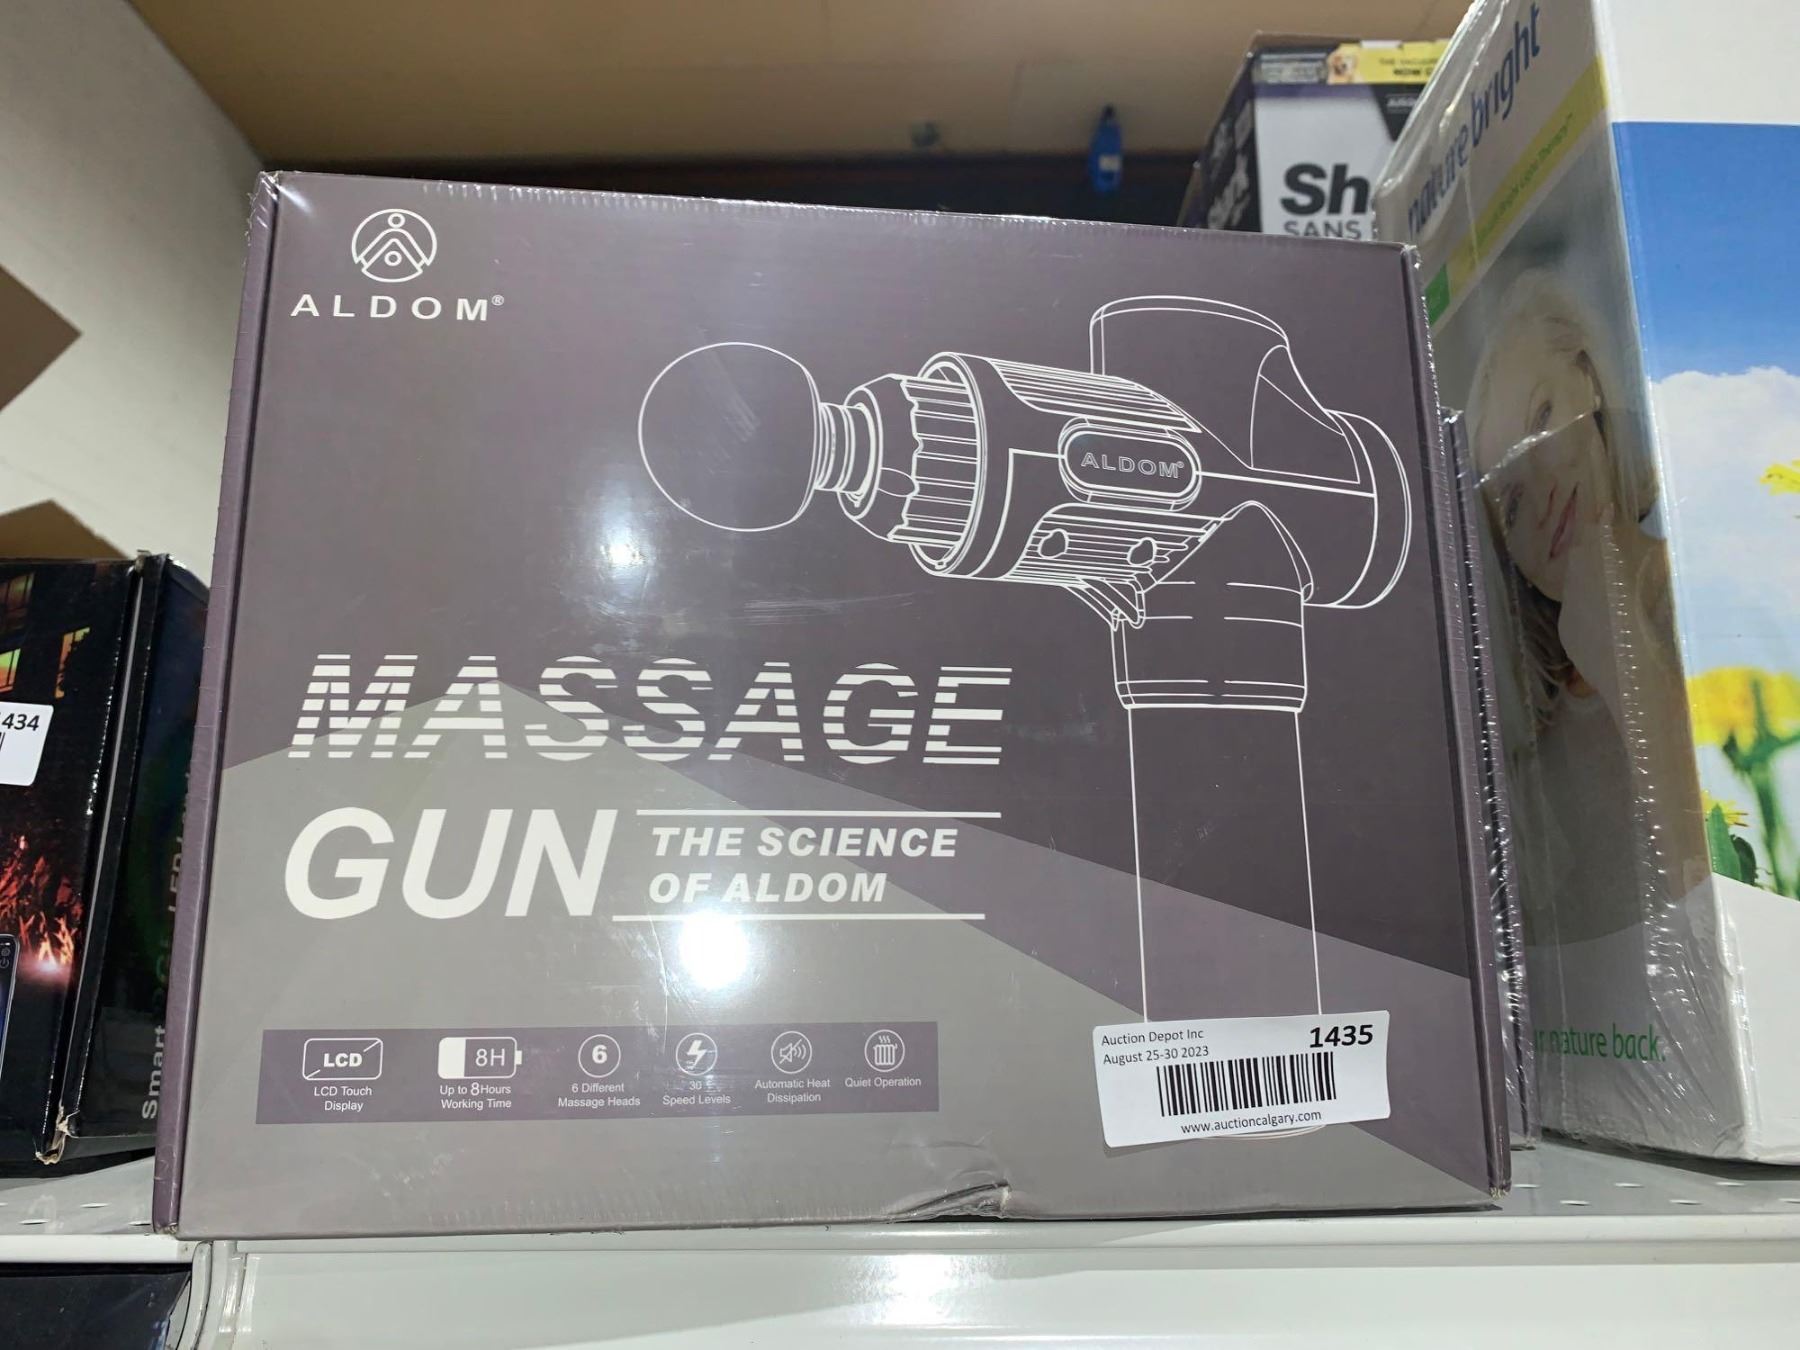 ALDOM®
ALDOM®
MASSAGE
GUN
THE SCIENCE
OF ALDOM
LCD
LCD Touch
Display
8H
Up to 8Hours
Working Time
6
6 Different
Massage Heads
30
Speed Levels
Automatic Heat
Dissipation
Quiet Operation
Auction Depot Inc
August 25-30 2023
1435
www.auctioncalgary.com
434
Smart
Sh
SANS
nature bright
nature back.